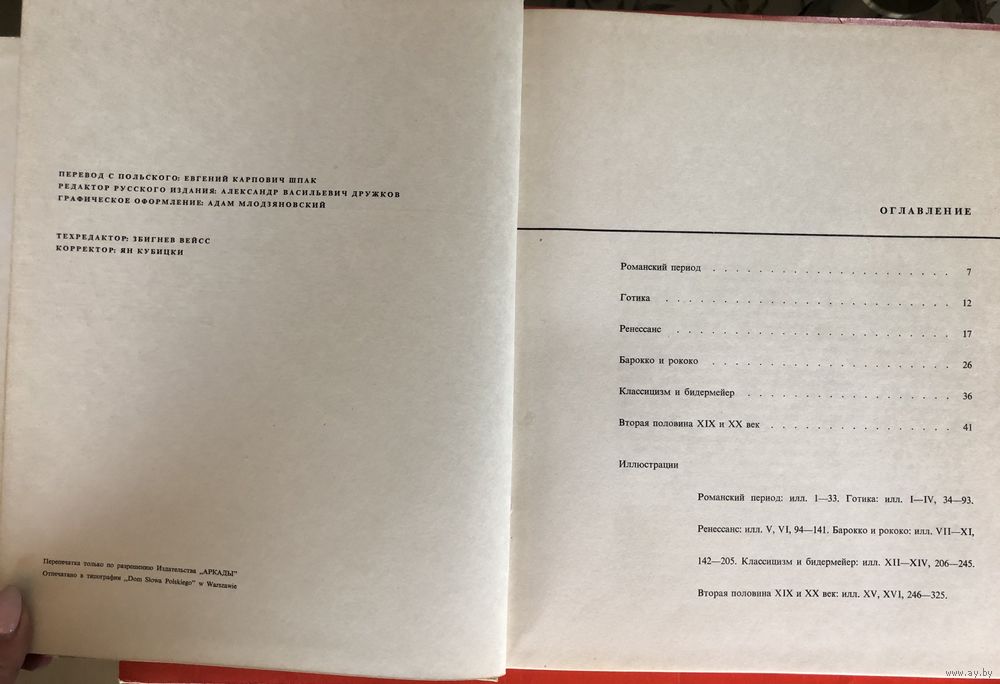 ПЕРЕВОД С ПОЛЬСКОГО: ЕВГЕНИЙ КАРПОВИЧ ШПАК
РЕДАКТОР РУССКОГО ИЗДАНИЯ: АЛЕКСАНДР ВАСИЛЬЕВИЧ ДРУЖКОВ
ГРАФИЧЕСКОЕ ОФОРМЛЕНИЕ: АДАМ МЛОДЗЯНОВСКИЙ
ТЕХРЕДАКТОР: ЗБИГНЕВ ВЕЙСС
КОРРЕКТОР: ЯН КУБИЦКИ
Перепечатка только по разрешению Издательства „АРКАДЫ"
Отпечатано в типографии „Dom Słowa Polskiego" w Warszawie
ОГЛАВЛЕНИЕ
Романский период . . . . . . . . . . . . . . . . . . . . . 7
Готика . . . . . . . . . . . . . . . . . . . . . . . . . 12
Ренессанс . . . . . . . . . . . . . . . . . . . . . . . . 17
Барокко и рококо . . . . . . . . . . . . . . . . . . . . . 26
Классицизм и бидермейер . . . . . . . . . . . . . . . . . . 36
Вторая половина XIX и XX век . . . . . . . . . . . . . . . . 41
Иллюстрации
Романский период: илл. 1—33. Готика: илл. I—IV, 34—93.
Ренессанс: илл. V, VI, 94—141. Барокко и рококо: илл. VII—XI,
142—205. Классицизм и бидермейер: илл. XII—XIV, 206—245.
Вторая половина XIX и XX век: илл. XV, XVI, 246—325.
www.ay.by